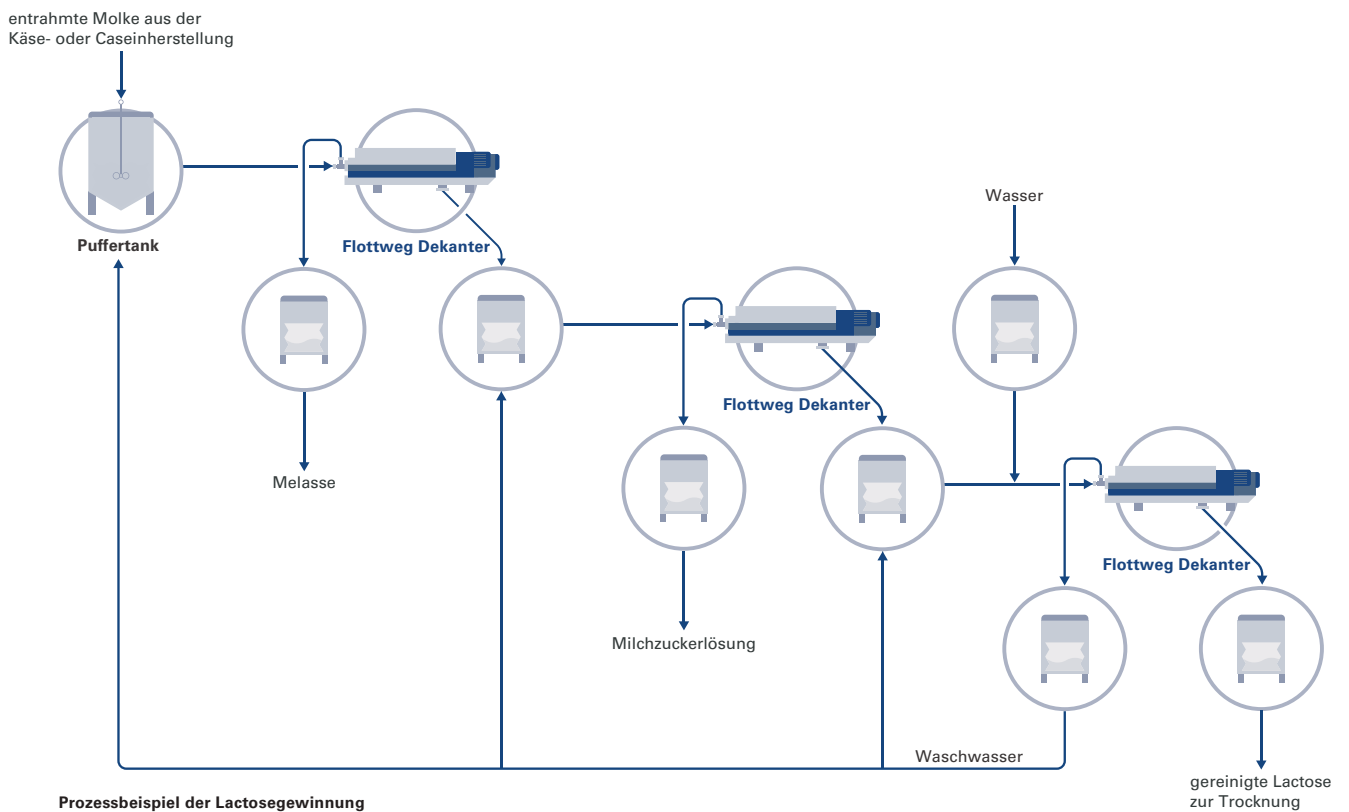 entrahmte Molke aus der
Käse- oder Caseinherstellung
Puffertank
Flottweg Dekanter
Wasser
Flottweg Dekanter
Melasse
Flottweg Dekanter
Milchzuckerlösung
Waschwasser
gereinigte Lactose
zur Trocknung
Prozessbeispiel der Lactosegewinnung